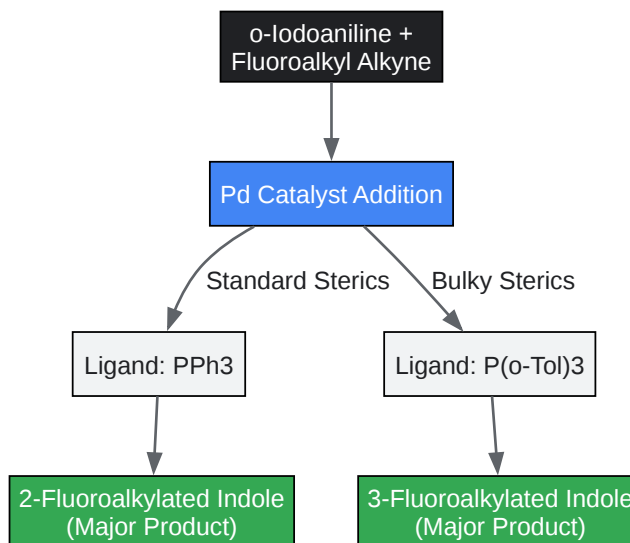 o-Iodoaniline +
Fluoroalkyl Alkyne
Pd Catalyst Addition
Standard Sterics
Bulky Sterics
Ligand: PPh3
Ligand: P(o-Tol)3
2-Fluoroalkylated Indole
(Major Product)
3-Fluoroalkylated Indole
(Major Product)